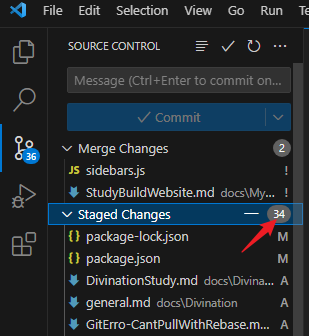 File Edit Selection View Go Run Te
SOURCE CONTROL
Message (Ctrl+Enter to commit on...
Commit
36
Merge Changes 2
JS sidebars.js !
StudyBuildWebsite.md docs\My... !
Staged Changes 34
{} package-lock.json M
{} package.json M
DivinationStudy.md docs\Divina... A
general.md docs\Divination A
GitErro-CantPullWithRebase.m... A